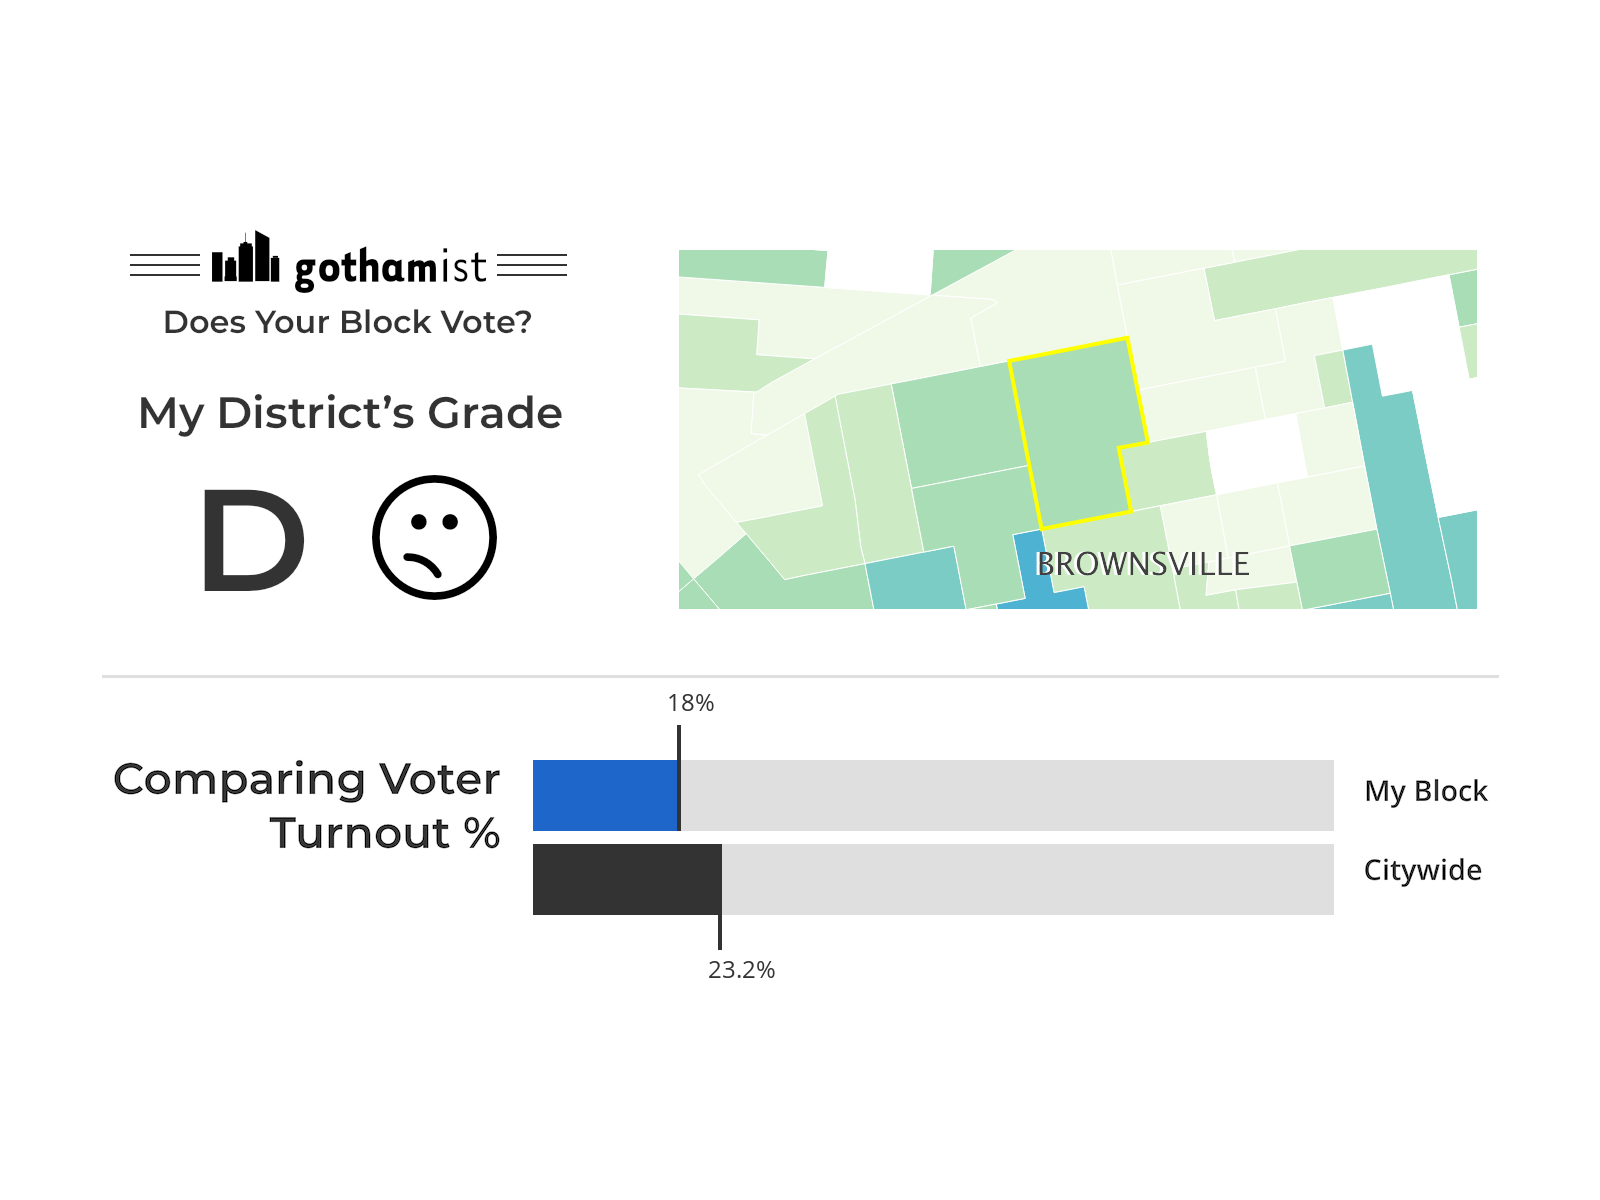 gothamist
Does Your Block Vote?
My District’s Grade
D
BROWNSVILLE
18%
Comparing Voter
Turnout %
My Block
Citywide
23.2%